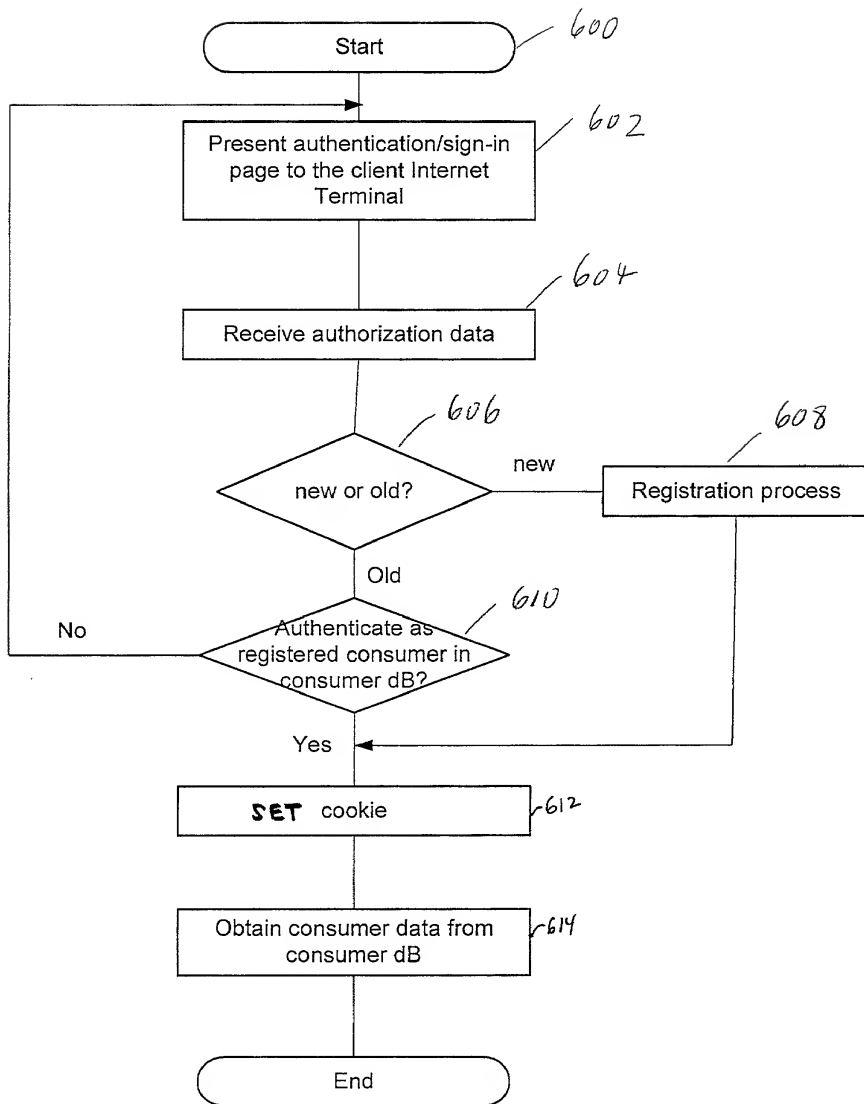 Start
600
Present authentication/sign-in
page to the client Internet
Terminal
602
Receive authorization data
604
new or old?
606
new
Registration process
608
Old
Authenticate as
registered consumer in
consumer dB?
610
No
Yes
SET cookie
612
Obtain consumer data from
consumer dB
614
End